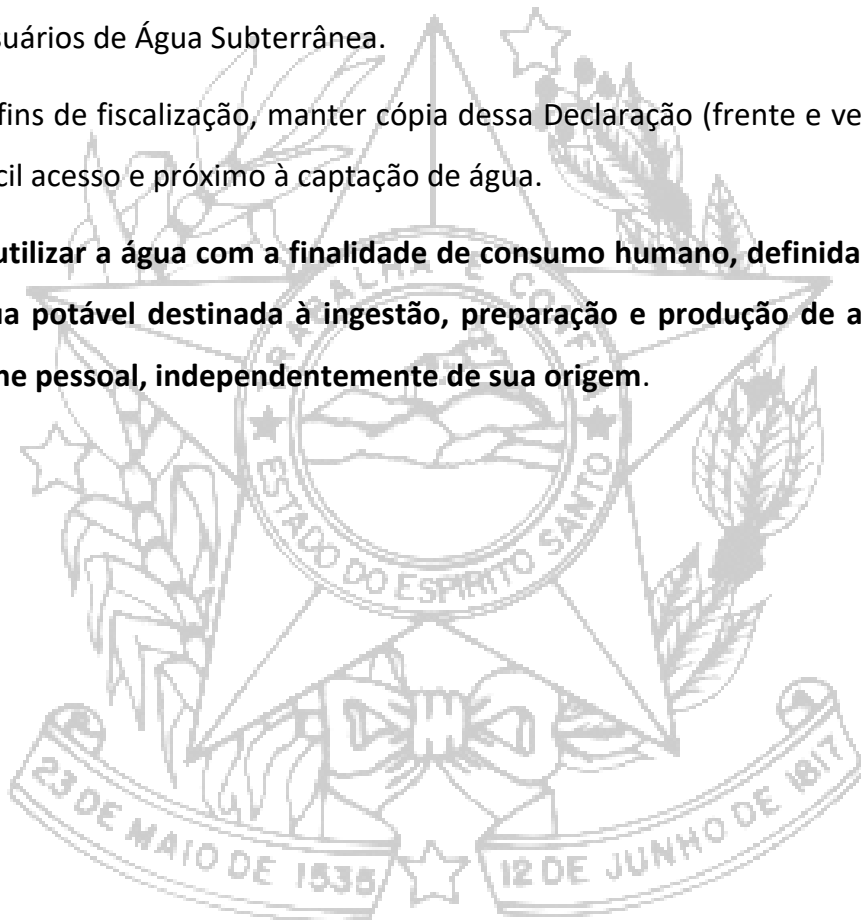 suários de Água Subterrânea.
fins de fiscalização, manter cópia dessa Declaração (frente e ve
cil acesso e próximo à captação de água.
utilizar a água com a finalidade de consumo humano, definida
ua potável destinada à ingestão, preparação e produção de a
ne pessoal, independentemente de sua origem.
TRABALHA E CONFIA
ESTADO DO ESPIRITO SANTO
23 DE MAIO DE 1535
12 DE JUNHO DE 1817